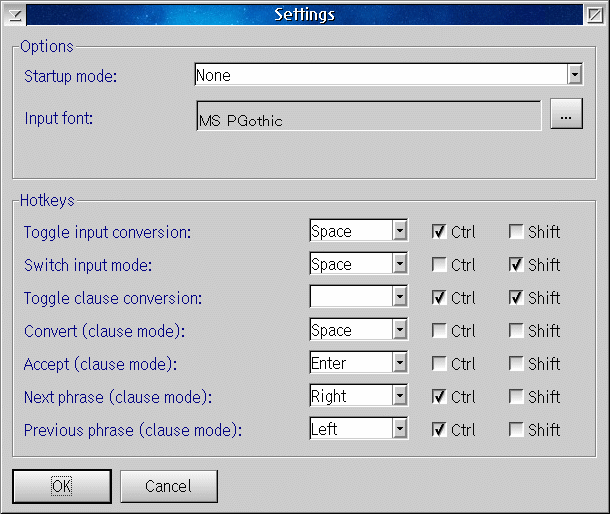 Settings
Options
Startup mode: None
Input font: MS PGothic ...
Hotkeys
Toggle input conversion: Space Ctrl Shift
Switch input mode: Space Ctrl Shift
Toggle clause conversion: Ctrl Shift
Convert (clause mode): Space Ctrl Shift
Accept (clause mode): Enter Ctrl Shift
Next phrase (clause mode): Right Ctrl Shift
Previous phrase (clause mode): Left Ctrl Shift
OK Cancel